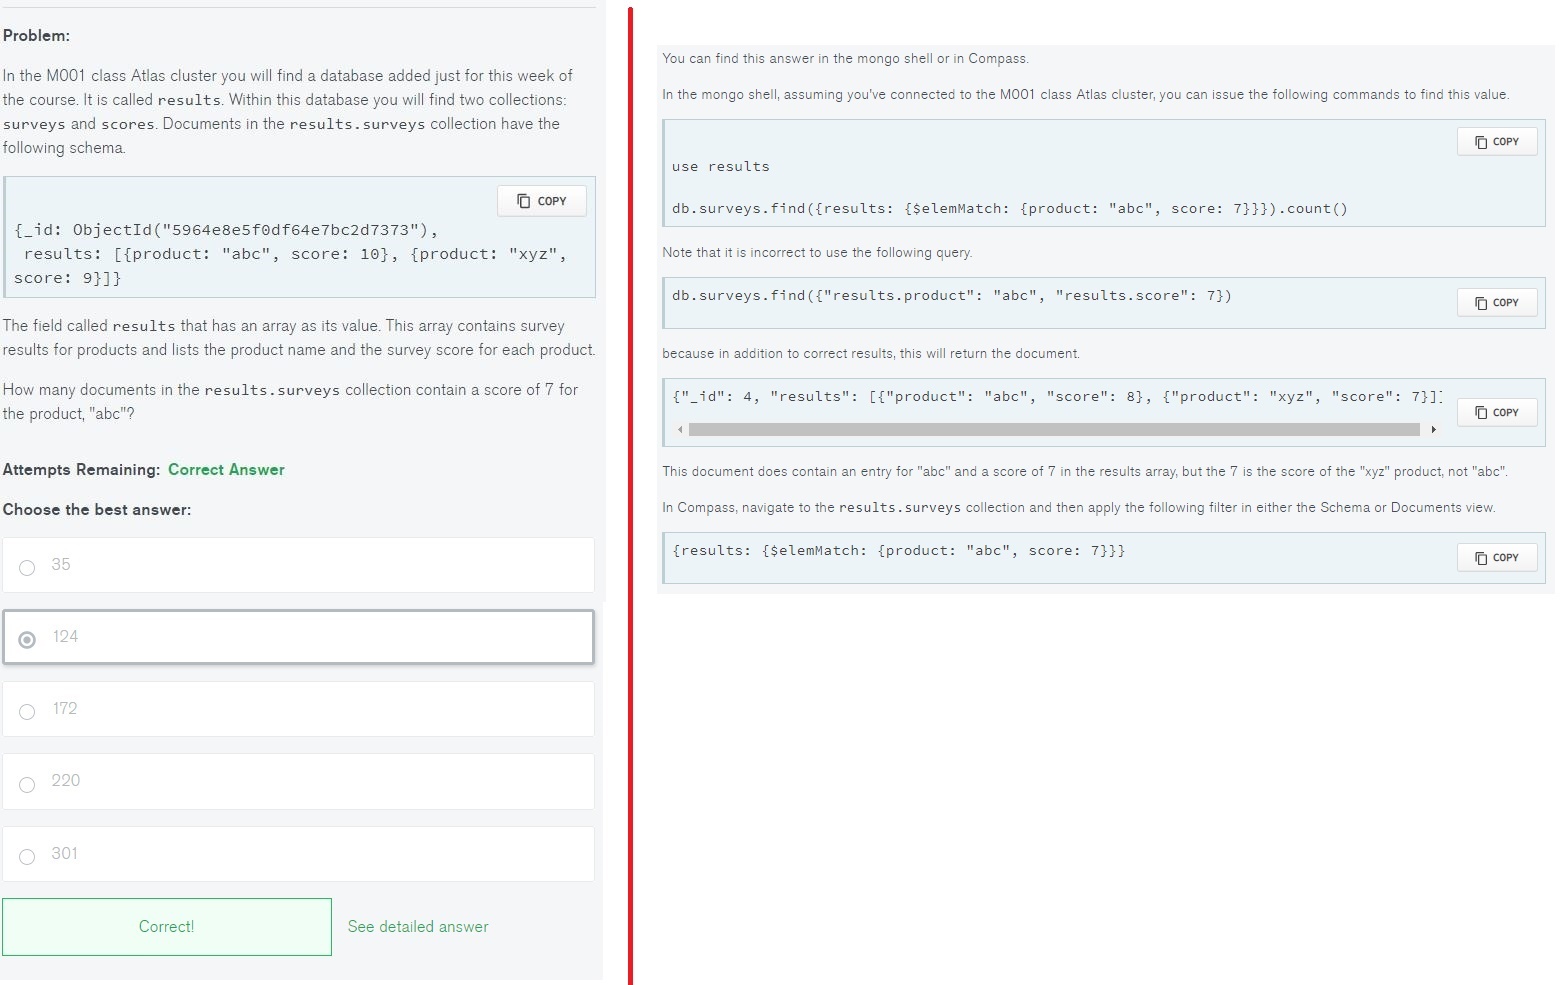 Problem:
In the M001 class Atlas cluster you will find a database added just for this week of
the course. It is called results. Within this database you will find two collections:
surveys and scores. Documents in the results.surveys collection have the
following schema.
COPY
{_id: ObjectId("5964e8e5f0df64e7bc2d7373"),
results: [{product: "abc", score: 10}, {product: "xyz",
score: 9}]}
The field called results that has an array as its value. This array contains survey
results for products and lists the product name and the survey score for each product.
How many documents in the results.surveys collection contain a score of 7 for
the product, "abc"?
Attempts Remaining: Correct Answer
Choose the best answer:
35
124
172
220
301
Correct!
See detailed answer
You can find this answer in the mongo shell or in Compass.
In the mongo shell, assuming you've connected to the M001 class Atlas cluster, you can issue the following commands to find this value.
COPY
use results
db.surveys.find({results: {$elemMatch: {product: "abc", score: 7}}}).count()
Note that it is incorrect to use the following query.
db.surveys.find({"results.product": "abc", "results.score": 7})
COPY
because in addition to correct results, this will return the document.
{"_id": 4, "results": [{"product": "abc", "score": 8}, {"product": "xyz", "score": 7}]
COPY
This document does contain an entry for "abc" and a score of 7 in the results array, but the 7 is the score of the "xyz" product, not "abc".
In Compass, navigate to the results.surveys collection and then apply the following filter in either the Schema or Documents view.
{results: {$elemMatch: {product: "abc", score: 7}}}
COPY